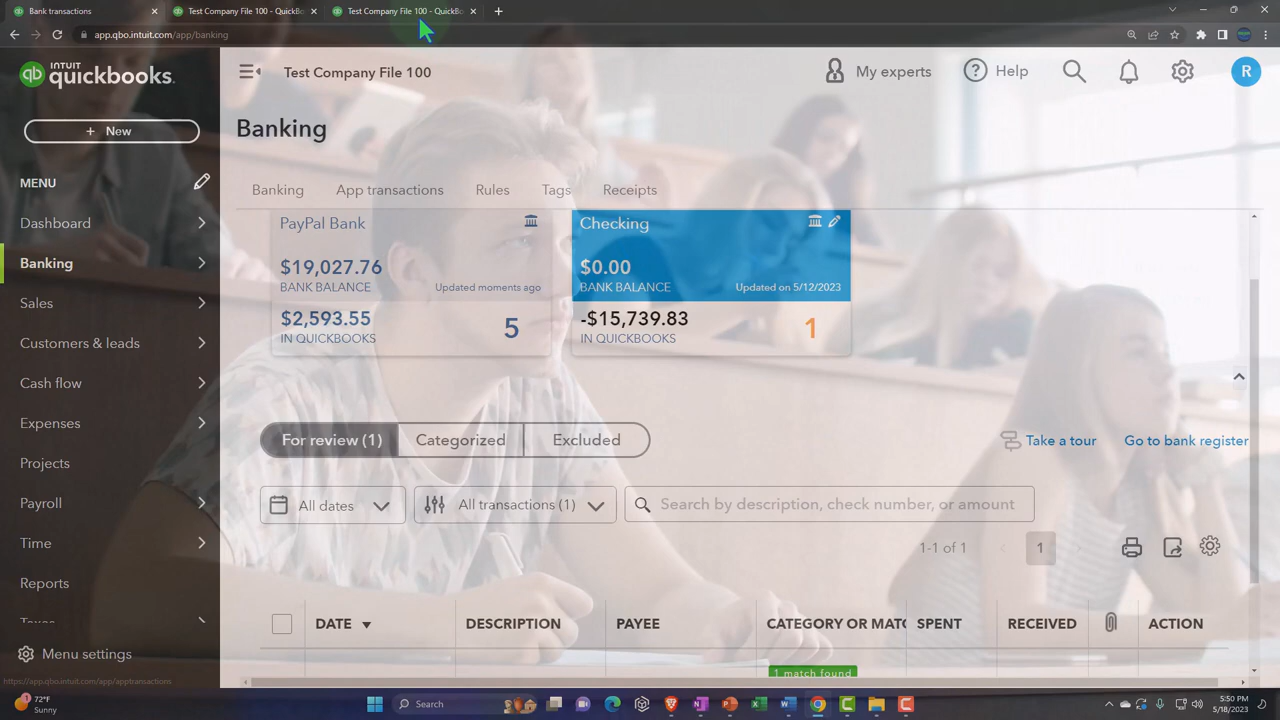 Bank transactions
Test Company File 100 - QuickBo
Test Company File 100 - QuickBo
app.qbo.intuit.com/app/banking
INTUIT
quickbooks.
Test Company File 100
My experts
Help
R
+ New
Banking
MENU
Banking
App transactions
Rules
Tags
Receipts
Dashboard
Banking
Sales
Customers & leads
Cash flow
Expenses
Projects
Payroll
Time
Reports
Taxes
Menu settings
PayPal Bank
$19,027.76
BANK BALANCE
Updated moments ago
$2,593.55
IN QUICKBOOKS
5
Checking
$0.00
BANK BALANCE
Updated on 5/12/2023
-$15,739.83
IN QUICKBOOKS
1
For review (1)
Categorized
Excluded
Take a tour
Go to bank register
All dates
All transactions (1)
Search by description, check number, or amount
1-1 of 1
1
DATE
DESCRIPTION
PAYEE
CATEGORY OR MATC
SPENT
RECEIVED
ACTION
1 match found
https://app.qbo.intuit.com/app/apptransactions
1
72°F
Sunny
Search
5:50 PM
5/18/2023